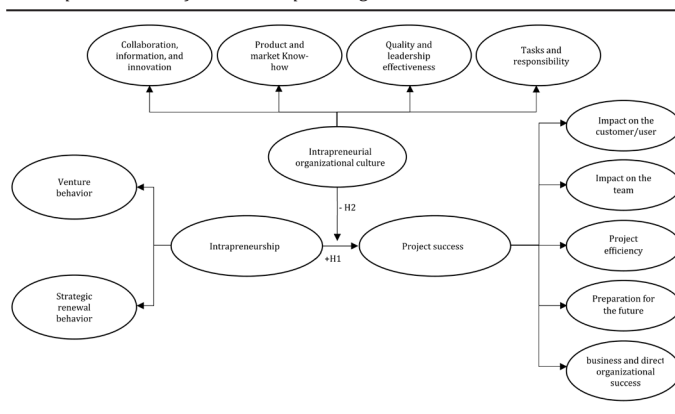 Collaboration,
information, and
innovation
Product and
market Know-
how
Quality and
leadership
effectiveness
Tasks and
responsibility
Intrapreneurial
organizational culture
Impact on the
customer/user
Venture
behavior
Impact on the
team
- H2
Intrapreneurship
+H1
Project success
Project
efficiency
Strategic
renewal
behavior
Preparation for
the future
business and direct
organizational
success